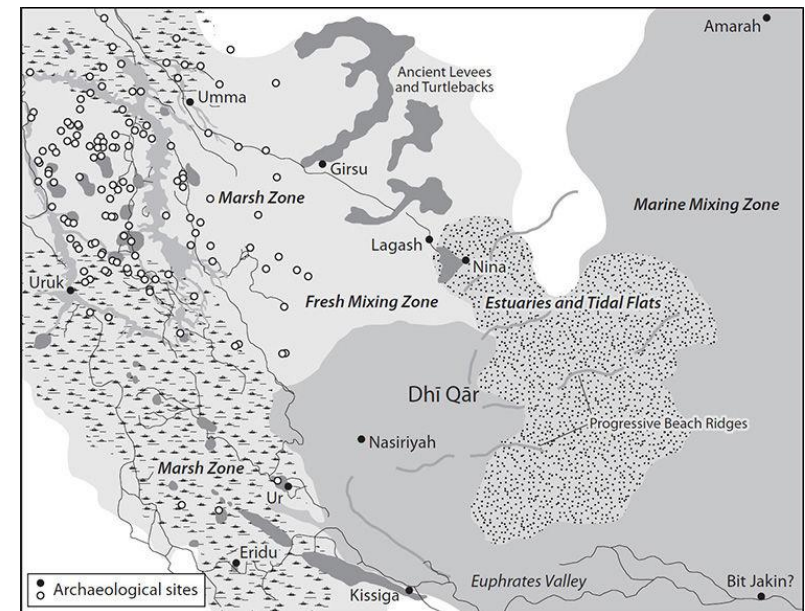 Amarah
Ancient Levees
and Turtlebacks
Umma
Girsu
Marsh Zone
Marine Mixing Zone
Lagash
Nina
Uruk
Fresh Mixing Zone
Estuaries and Tidal Flats
Dhī Qār
Progressive Beach Ridges
Nasiriyah
Marsh Zone
Ur
Eridu
Euphrates Valley
Bit Jakin?
Kissiga
Archaeological sites